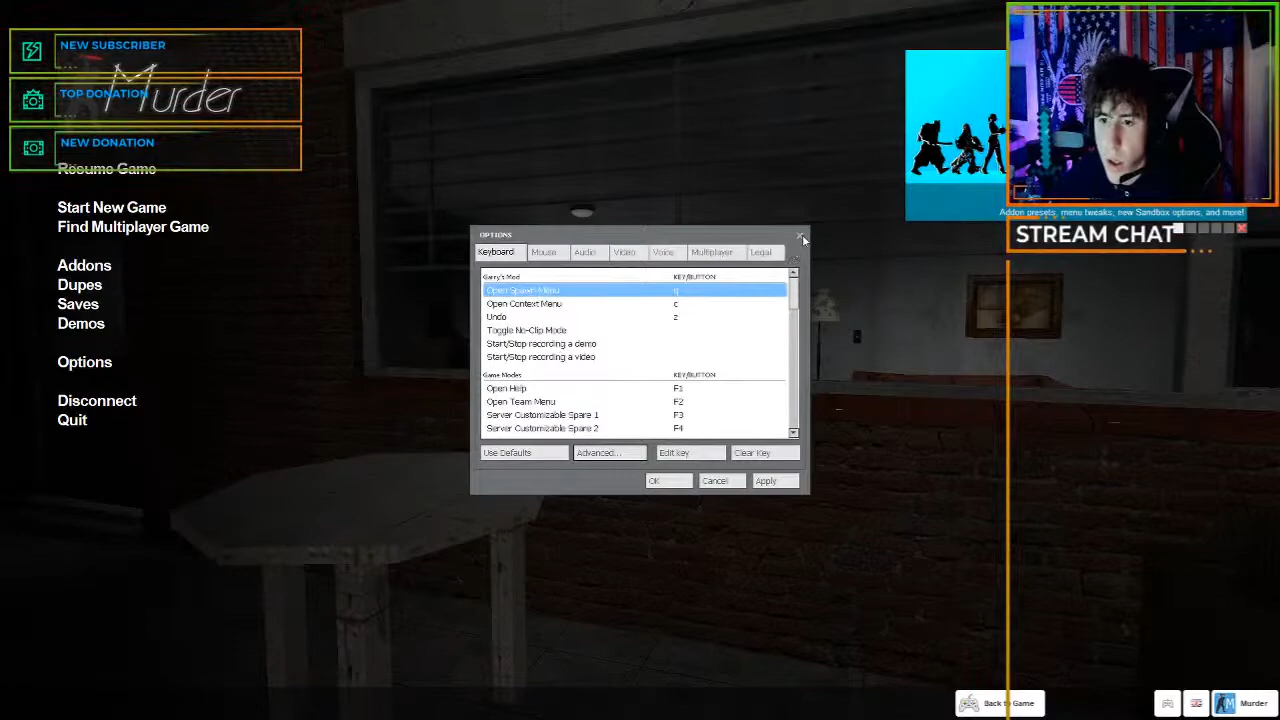 NEW SUBSCRIBER
Murder
TOP DONATION
NEW DONATION
Resume Game
Start New Game
Find Multiplayer Game
Addons
Dupes
Saves
Demos
Options
Disconnect
Quit
OPTIONS
Keyboard Mouse Audio Video Voice Multiplayer Legal
Garry's Mod KEY/BUTTON
Open Spawn Menu q
Open Context Menu c
Undo z
Toggle No-Clip Mode
Start/Stop recording a demo
Start/Stop recording a video
Game Modes KEY/BUTTON
Open Help F1
Open Team Menu F2
Server Customizable Spare 1 F3
Server Customizable Spare 2 F4
Use Defaults Advanced... Edit key Clear Key
OK Cancel Apply
Addon presets, menu tweaks, new Sandbox options, and more!
STREAM CHAT
Back to Game
Murder